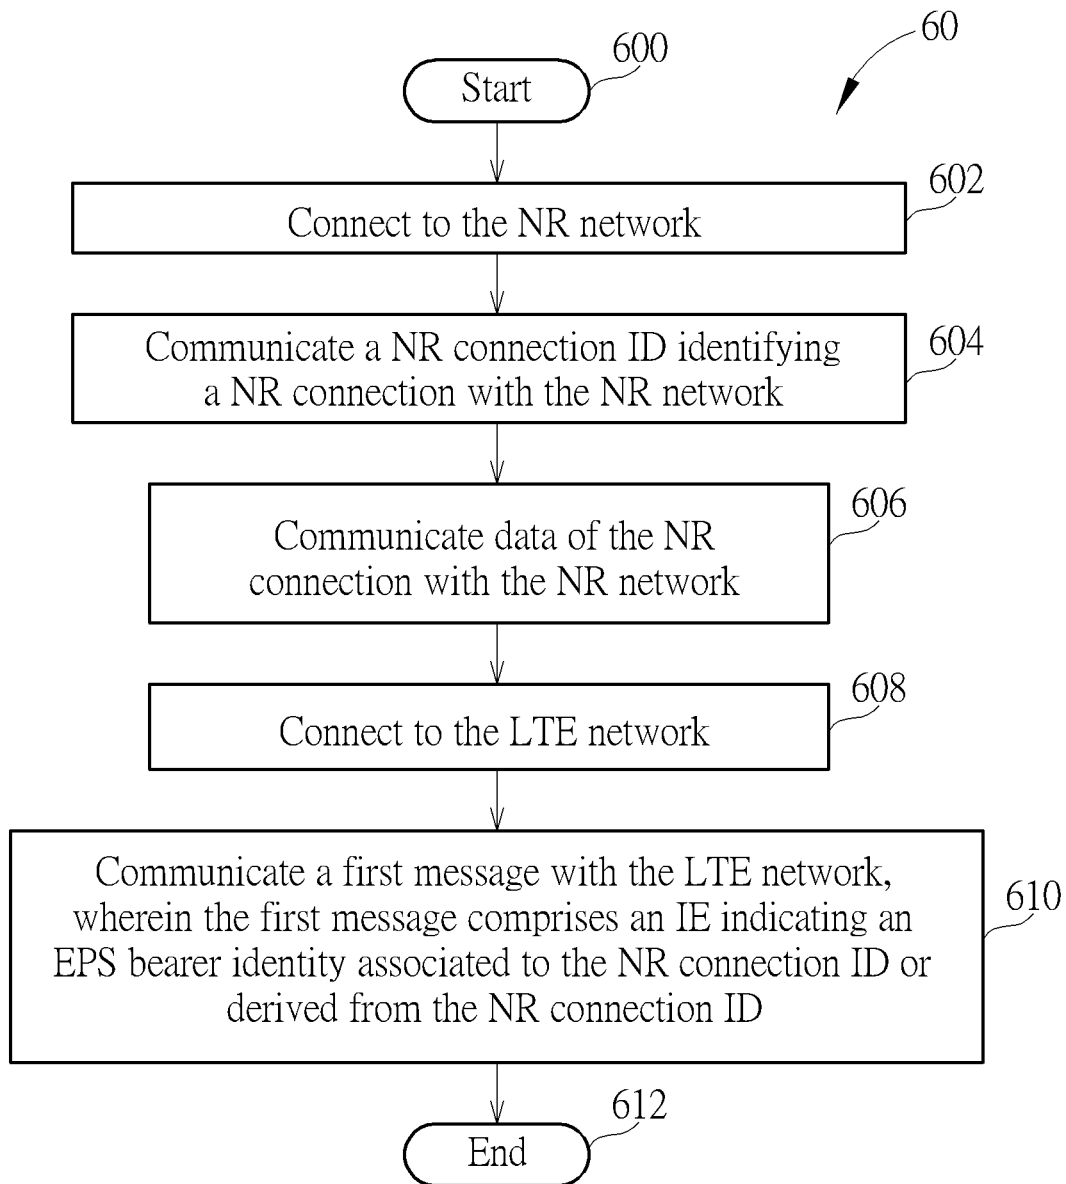 60
600
Start
602
Connect to the NR network
604
Communicate a NR connection ID identifying
a NR connection with the NR network
606
Communicate data of the NR
connection with the NR network
608
Connect to the LTE network
610
Communicate a first message with the LTE network,
wherein the first message comprises an IE indicating an
EPS bearer identity associated to the NR connection ID or
derived from the NR connection ID
612
End